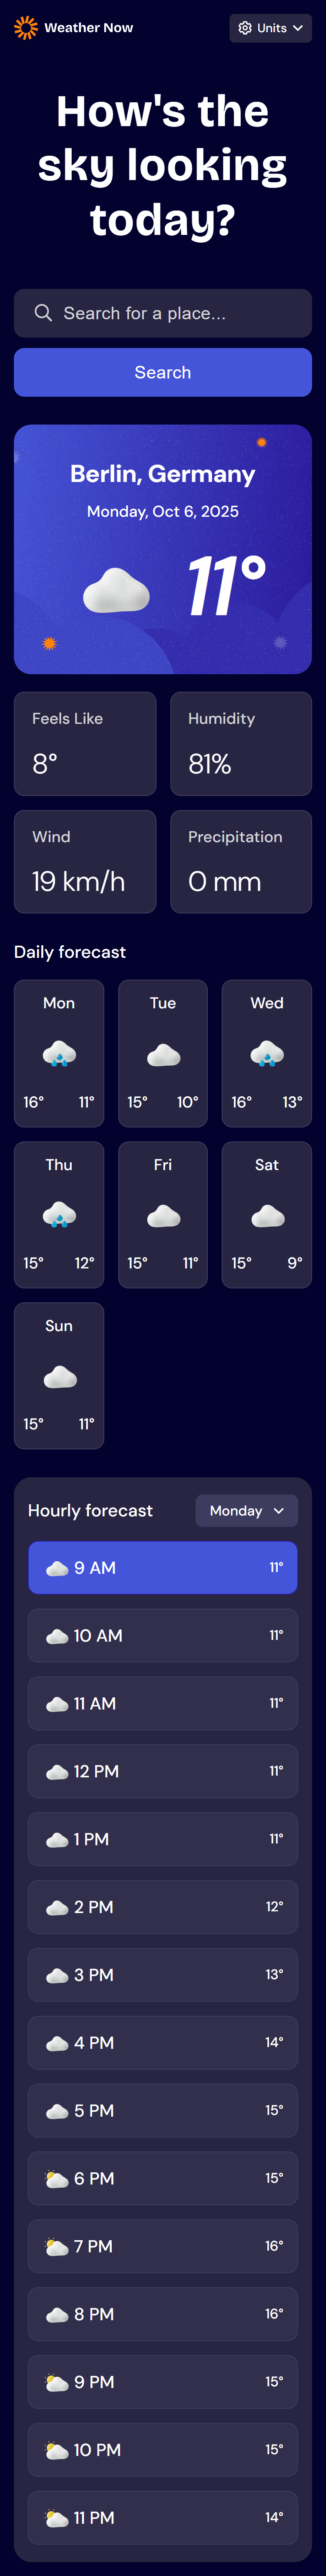 Weather Now
Units
How's the
sky looking
today?
Search for a place...
Search
Berlin, Germany
Monday, Oct 6, 2025
11°
Feels Like
Humidity
8°
81%
Wind
Precipitation
19 km/h
0 mm
Daily forecast
Mon
Tue
Wed
16° 11°
15° 10°
16° 13°
Thu
Fri
Sat
15° 12°
15° 11°
15° 9°
Sun
15° 11°
Hourly forecast
Monday
9 AM 11°
10 AM 11°
11 AM 11°
12 PM 11°
1 PM 11°
2 PM 12°
3 PM 13°
4 PM 14°
5 PM 15°
6 PM 15°
7 PM 16°
8 PM 16°
9 PM 15°
10 PM 15°
11 PM 14°